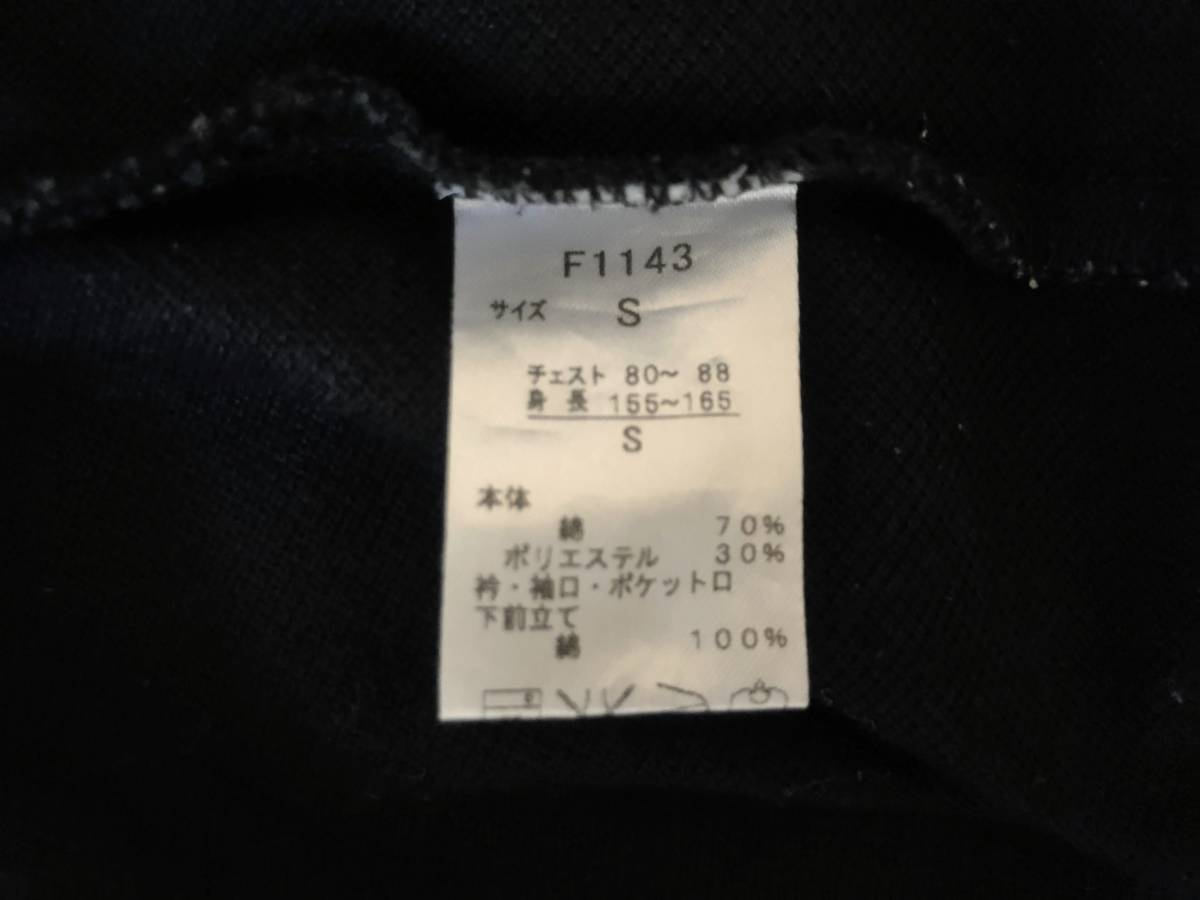 F1143
サイズ S
チェスト 80～ 88
身 長 155～165
S
本体
綿 70%
ポリエステル 30%
衿・袖口・ポケット口
下前立て
綿 100%